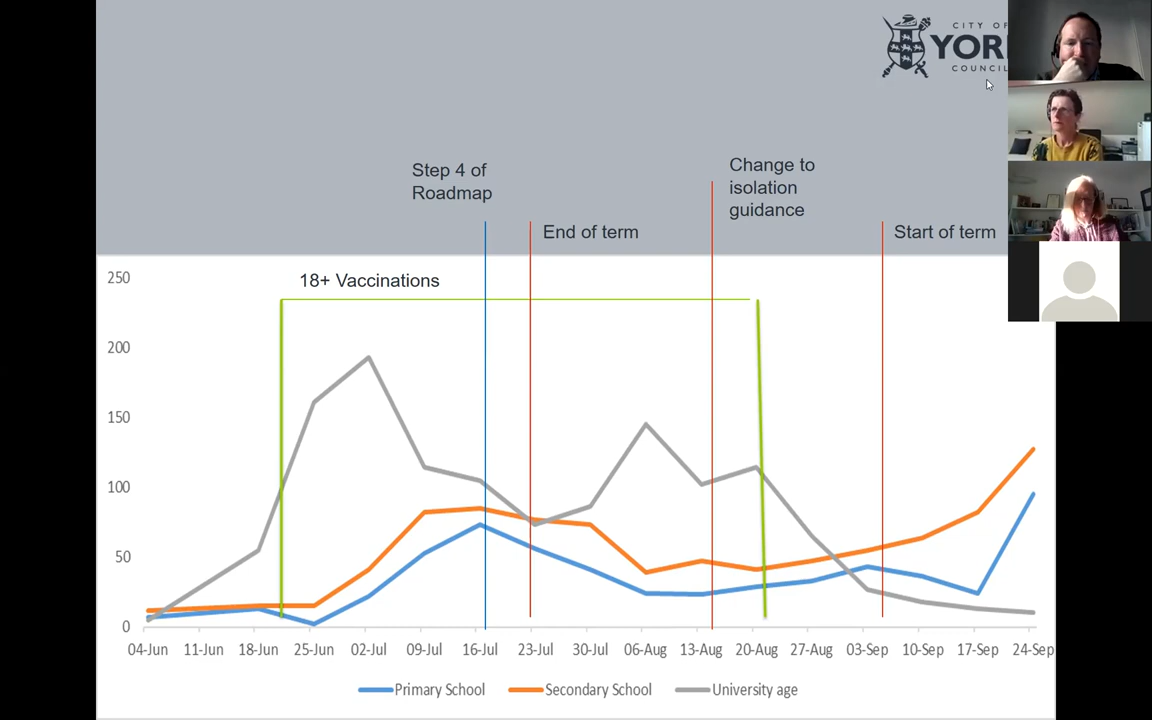 CITY OF
YOR
COUNCIL
Step 4 of
Roadmap
Change to
isolation
guidance
End of term
Start of term
18+ Vaccinations
250
200
150
100
50
0
04-Jun 11-Jun 18-Jun 25-Jun 02-Jul 09-Jul 16-Jul 23-Jul 30-Jul 06-Aug 13-Aug 20-Aug 27-Aug 03-Sep 10-Sep 17-Sep 24-Sep
Primary School Secondary School University age